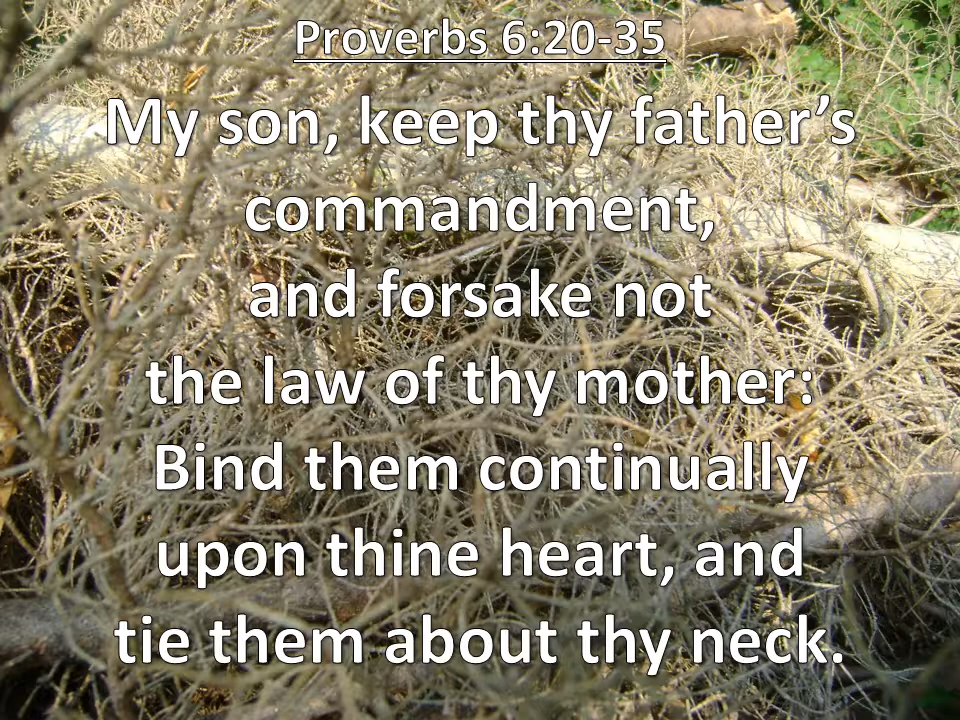 Proverbs 6:20-35
My son, keep thy father’s
commandment,
and forsake not
the law of thy mother:
Bind them continually
upon thine heart, and
tie them about thy neck.